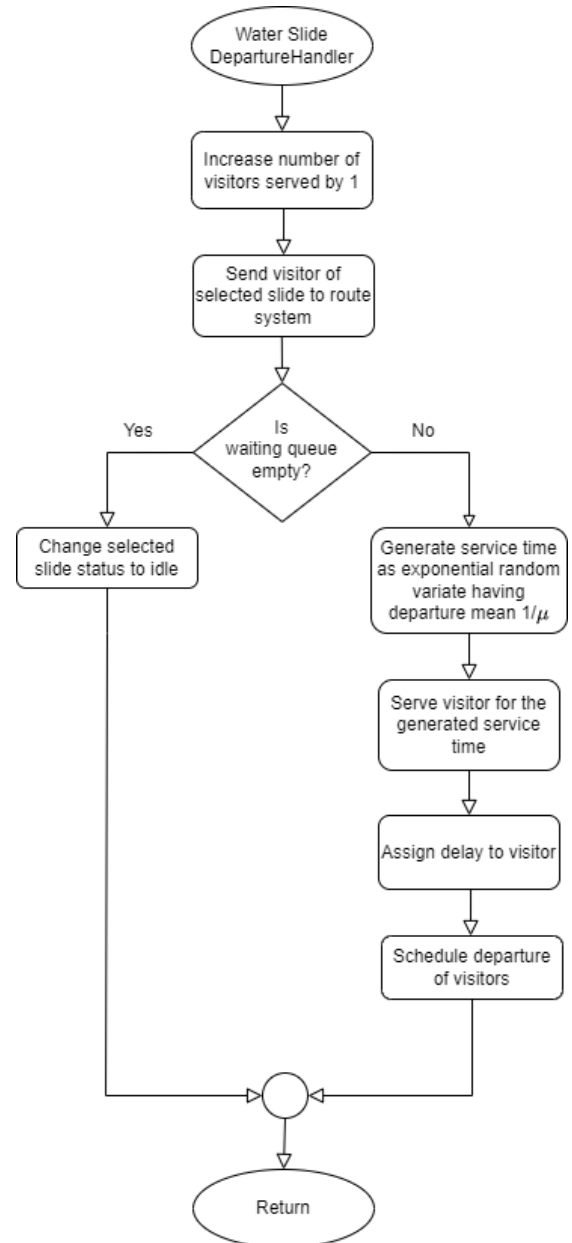 Water Slide
DepartureHandler
Increase number of
visitors served by 1
Send visitor of
selected slide to route
system
Is
waiting queue
empty?
Yes
No
Change selected
slide status to idle
Generate service time
as exponential random
variate having
departure mean 1/μ
Serve visitor for the
generated service
time
Assign delay to visitor
Schedule departure
of visitors
Return